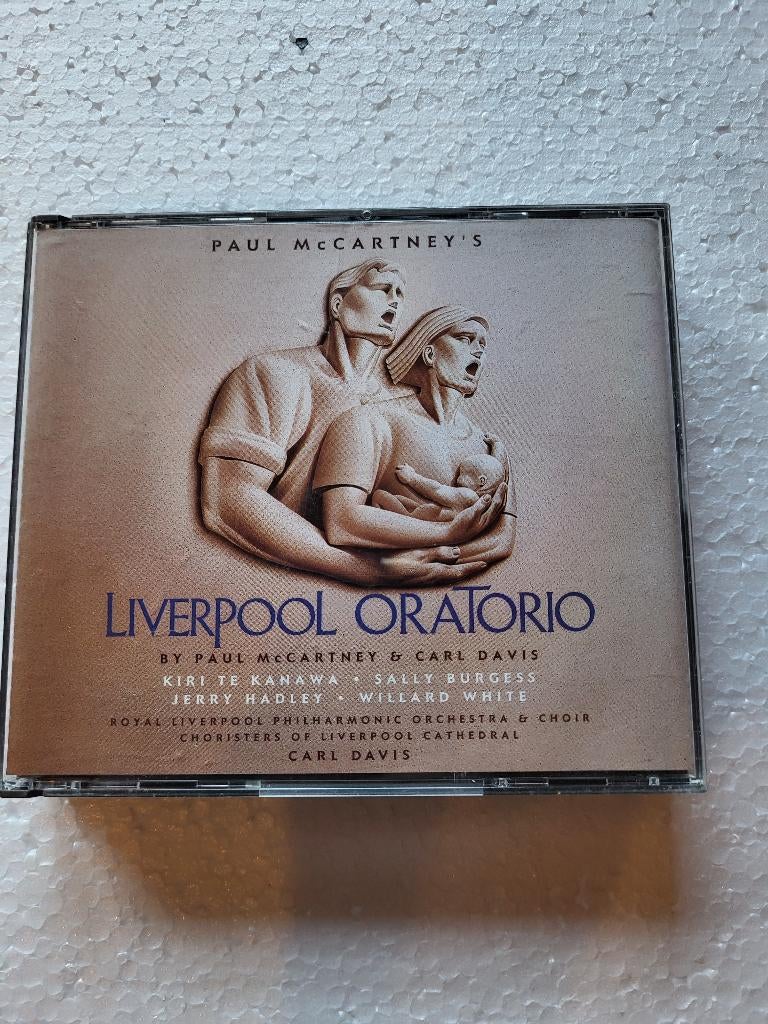 PAUL McCARTNEY'S
LIVERPOOL ORATORIO
BY PAUL McCARTNEY & CARL DAVIS
KIRI TE KANAWA • SALLY BURGESS
JERRY HADLEY • WILLARD WHITE
ROYAL LIVERPOOL PHILHARMONIC ORCHESTRA & CHOIR
CHORISTERS OF LIVERPOOL CATHEDRAL
CARL DAVIS